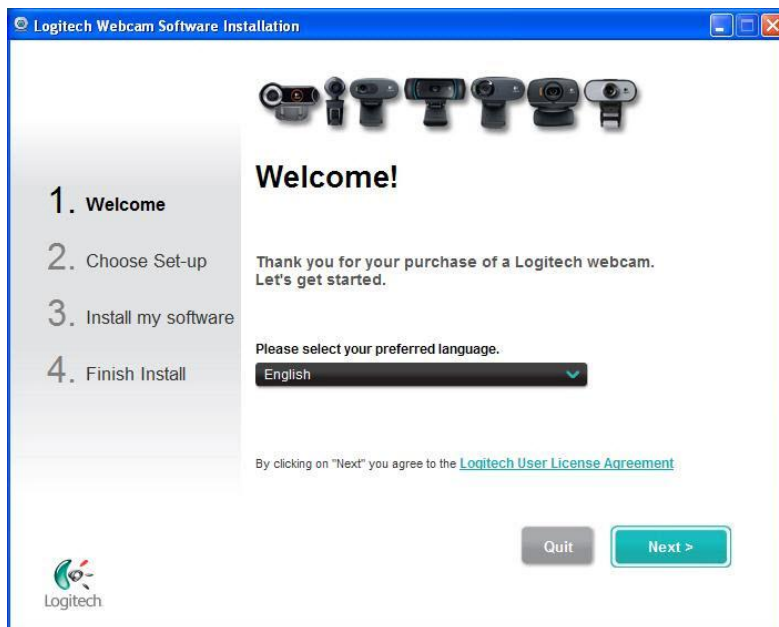 Logitech Webcam Software Installation
Welcome!
1. Welcome
2. Choose Set-up
3. Install my software
4. Finish Install
Thank you for your purchase of a Logitech webcam.
Let's get started.
Please select your preferred language.
English
By clicking on "Next" you agree to the Logitech User License Agreement
Quit
Next >
Logitech